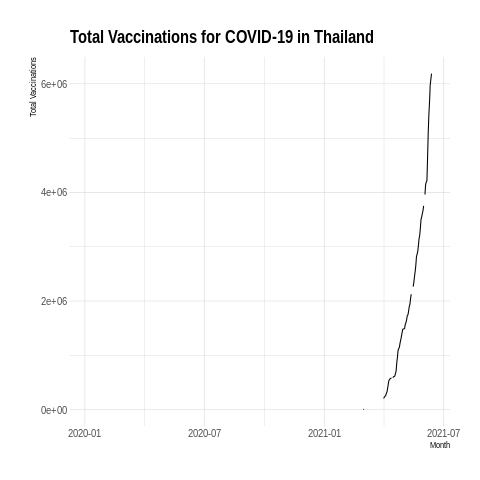 Total Vaccinations for COVID-19 in Thailand
Total Vaccinations
6e+06
4e+06
2e+06
0e+00
2020-01 2020-07 2021-01 2021-07
Month